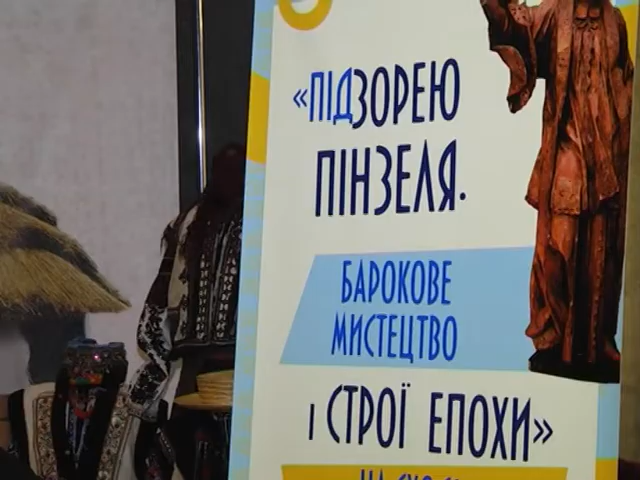 «ПІДЗОРЕЮ
ПІНЗЕЛЯ.
БАРОКОВЕ
МИСТЕЦТВО
І СТРОЇ ЕПОХИ»